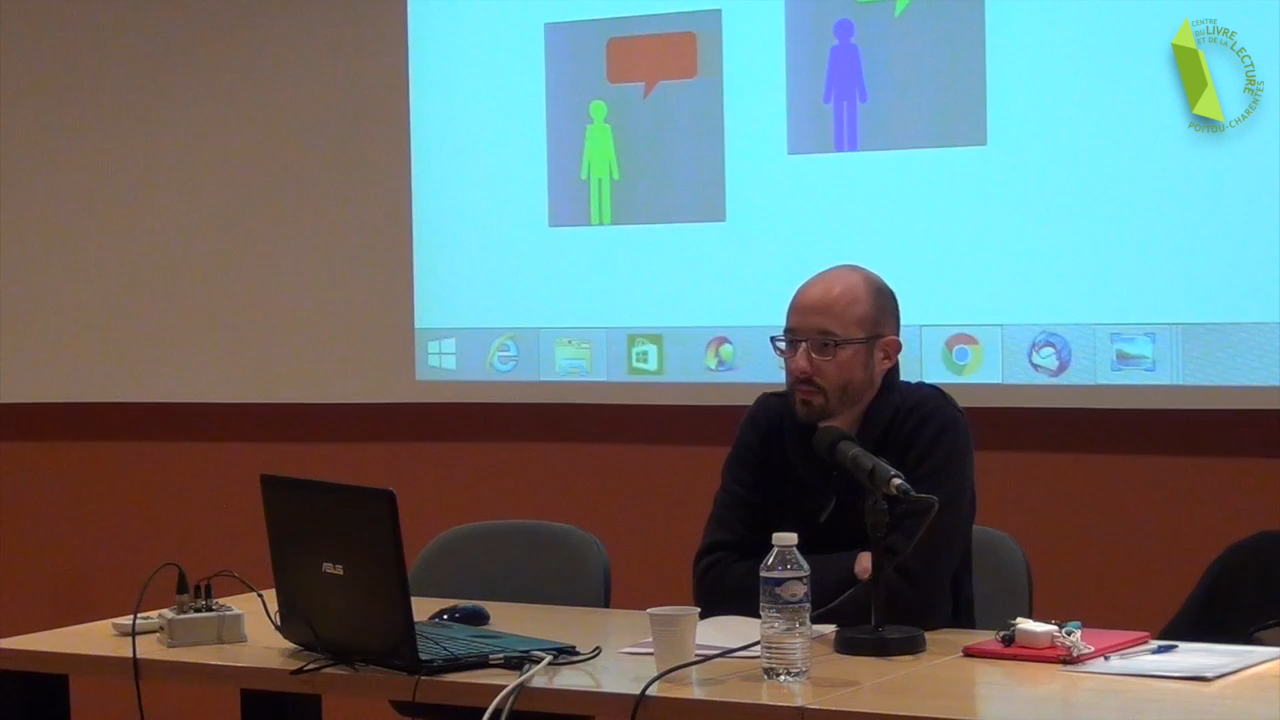 CENTRE
DU LIVRE
ET DE LA
LECTURE
POITOU-CHARENTES
ASUS